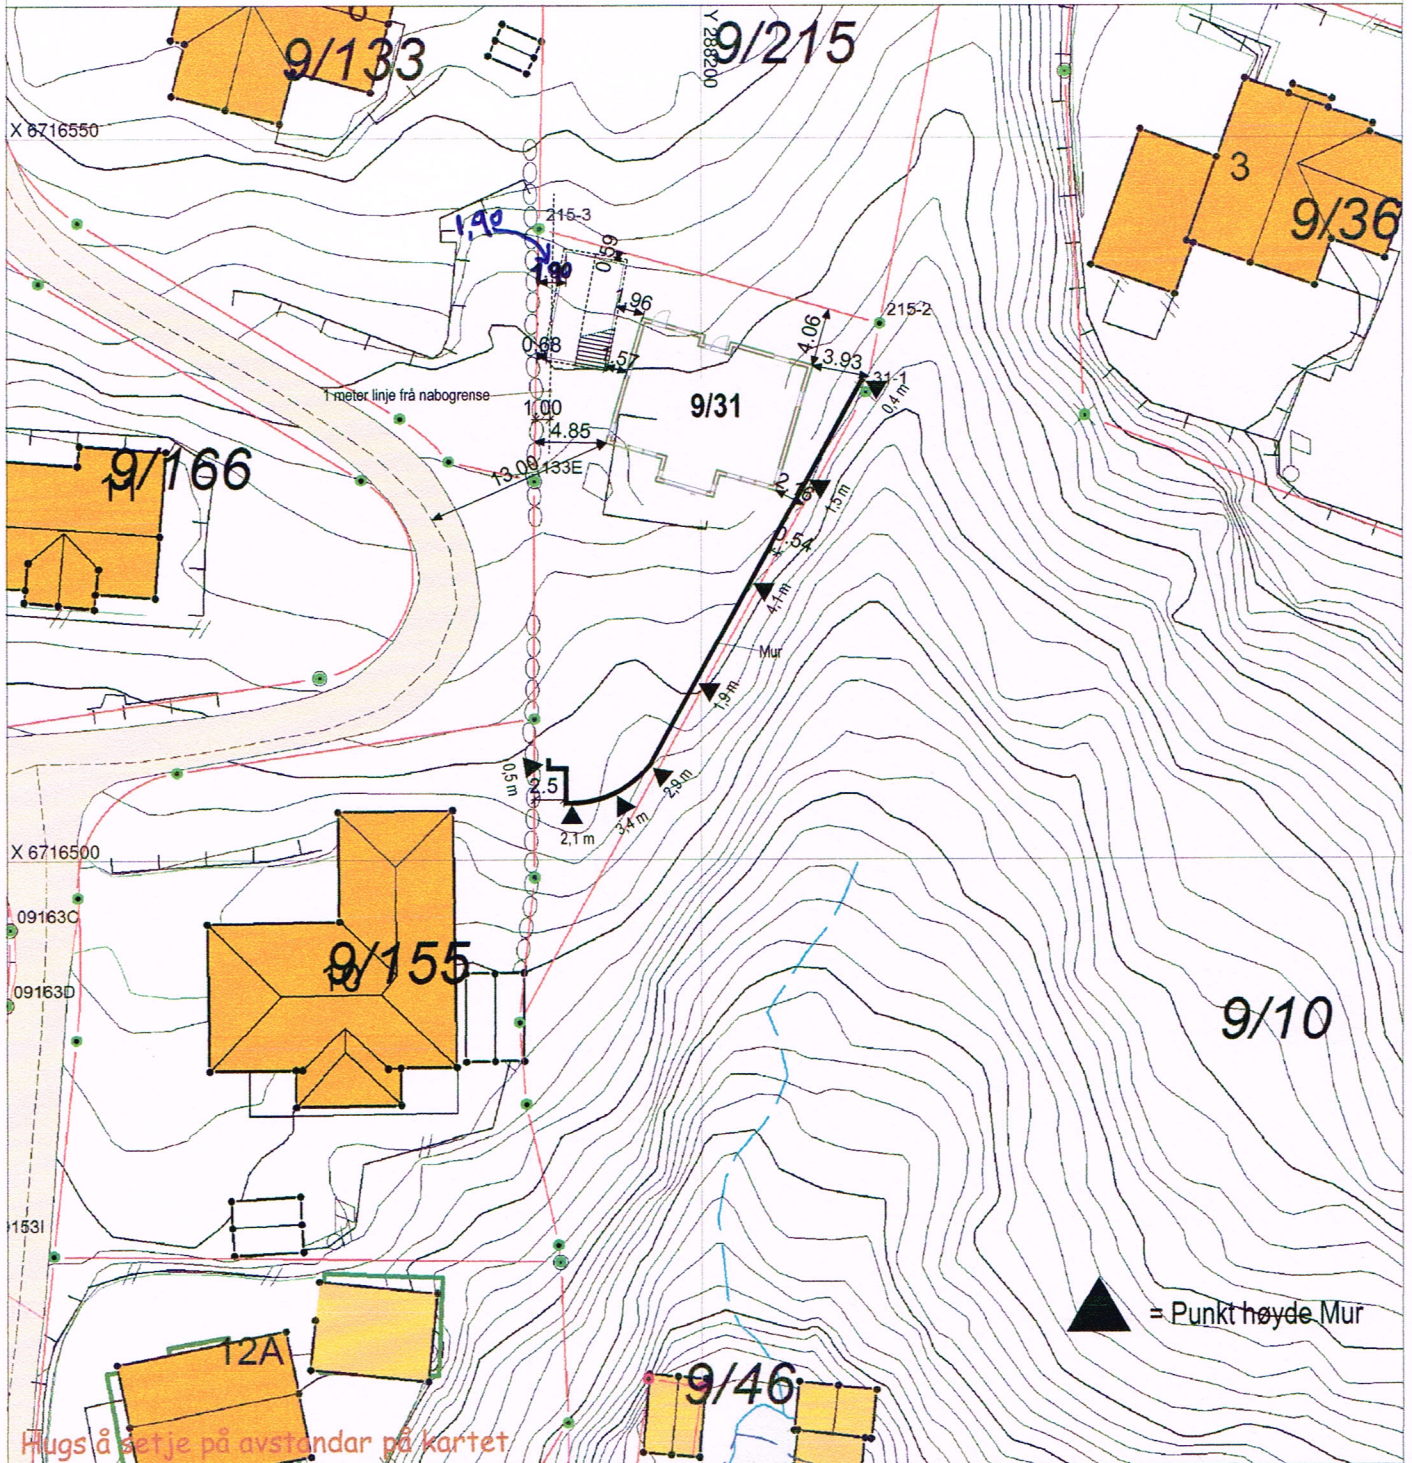 9/133
Y 288200
9/215
X 6716550
3
9/36
1,90
215-3
0.59
1,90
1.96
215-2
4.06
0.68
.57
3.93
31-1
0,4 m
1 meter linje frå nabogrense
1.00
9/31
4.85
9/166
11
13.00
133E
1,5 m
0.54
4,1 m
Mur
1,9 m
0,5 m
2.5
2,9 m
3,4 m
2,1 m
X 6716500
09163C
9/155
10
09163D
9/10
153I
= Punkt høyde Mur
12A
9/46
Hugs å setje på avstandar på kartet